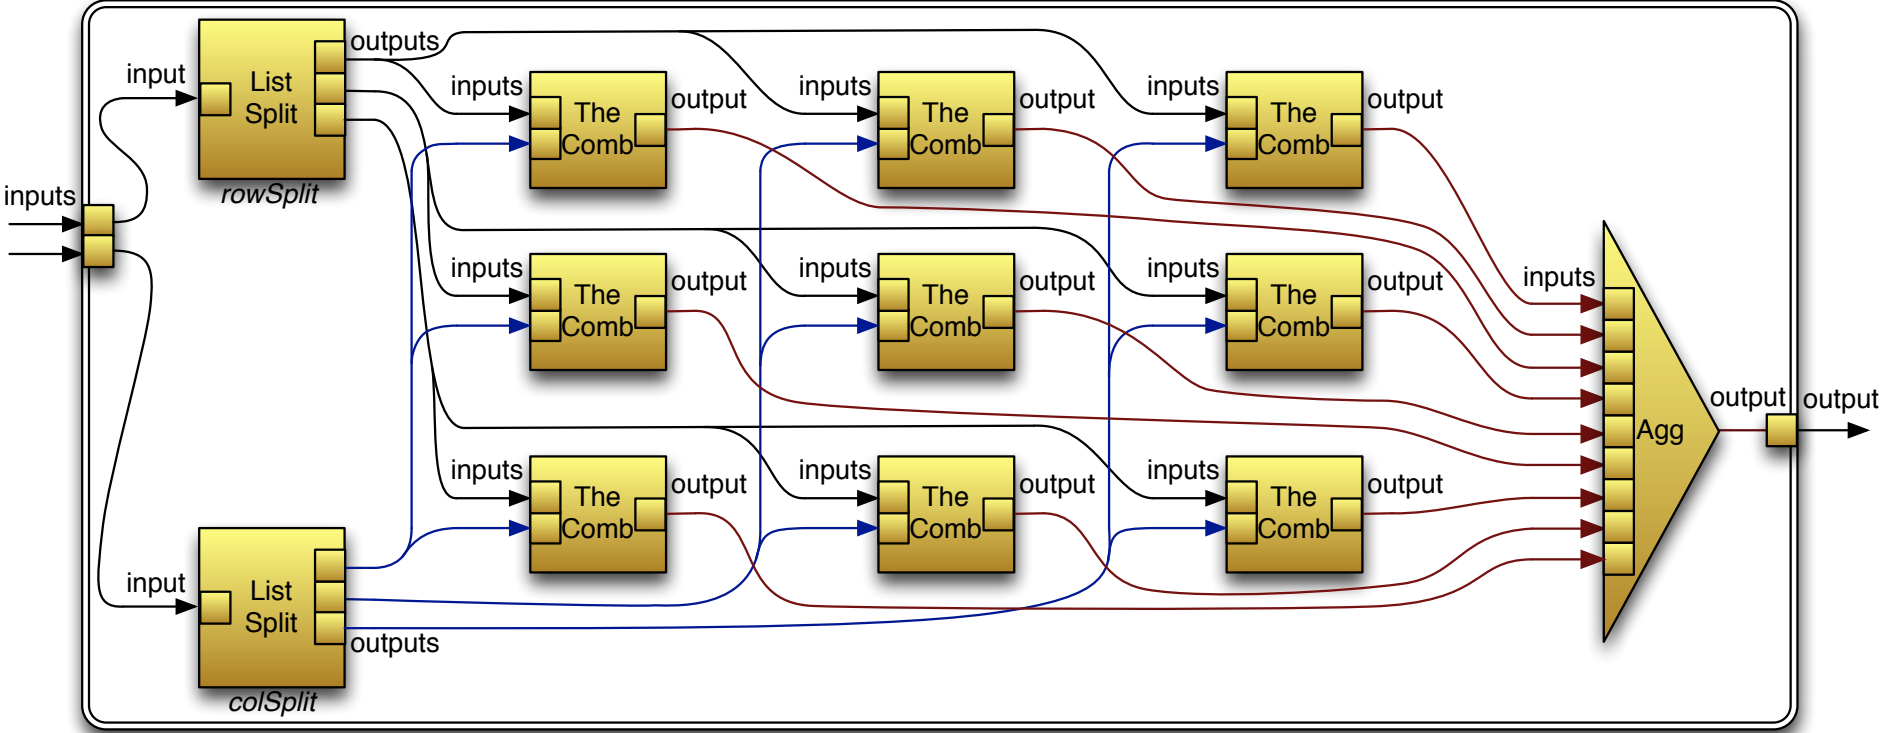 inputs
input
List
Split
outputs
rowSplit
input
List
Split
outputs
colSplit
inputs
The
Comb
output
inputs
The
Comb
output
inputs
The
Comb
output
inputs
The
Comb
output
inputs
The
Comb
output
inputs
The
Comb
output
inputs
The
Comb
output
inputs
The
Comb
output
inputs
The
Comb
output
inputs
Agg
output
output